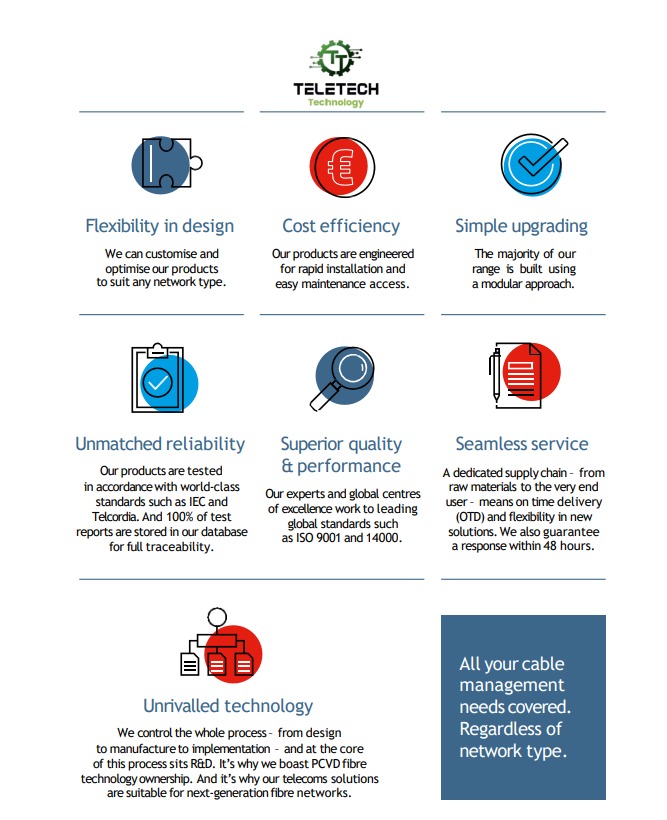 TT
TELETECH
Technology
€
Flexibility in design
We can customise and
optimise our products
to suit any network type.
Cost efficiency
Our products are engineered
for rapid installation and
easy maintenance access.
Simple upgrading
The majority of our
range is built using
a modular approach.
Unmatched reliability
Our products are tested
in accordance with world-class
standards such as IEC and
Telcordia. And 100% of test
reports are stored in our database
for full traceability.
Superior quality
& performance
Our experts and global centres
of excellence work to leading
global standards such
as ISO 9001 and 14000.
Seamless service
A dedicated supply chain - from
raw materials to the very end
user - means on time delivery
(OTD) and flexibility in new
solutions. We also guarantee
a response within 48 hours.
Unrivalled technology
We control the whole process - from design
to manufacture to implementation - and at the core
of this process sits R&D. It's why we boast PCVD fibre
technology ownership. And it's why our telecoms solutions
are suitable for next-generation fibre networks.
All your cable
management
needs covered.
Regardless of
network type.